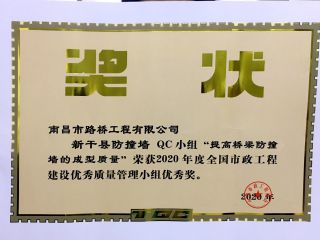 奖状
南昌市路桥工程有限公司
新干县防撞墙 QC小组“提高桥梁防撞
墙的成型质量”荣获2020年度全国市政工程
建设优秀质量管理小组优秀奖。
2020年
TQC